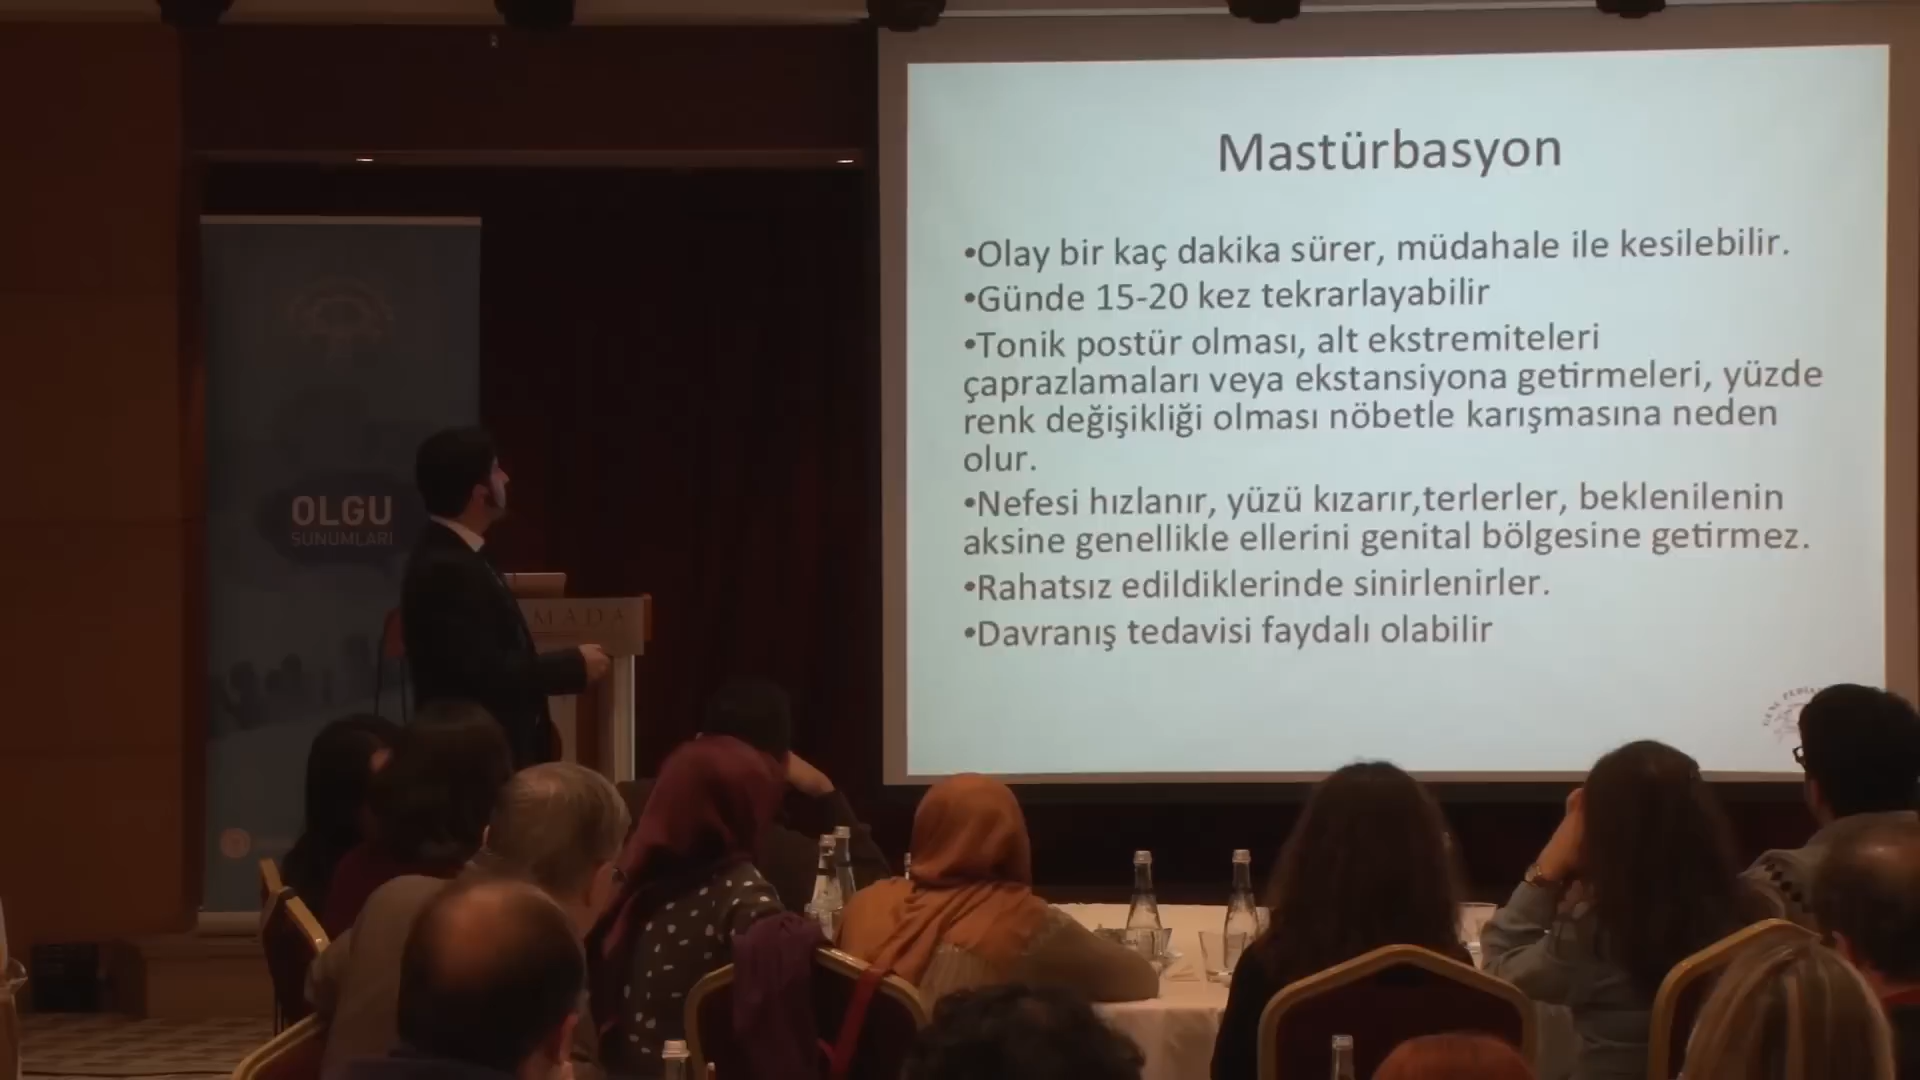 Mastürbasyon
•Olay bir kaç dakika sürer, müdahale ile kesilebilir.
•Günde 15-20 kez tekrarlayabilir
•Tonik postür olması, alt ekstremiteleri
çaprazlamaları veya ekstansiyona getirmeleri, yüzde
renk değişikliği olması nöbetle karışmasına neden
olur.
•Nefesi hızlanır, yüzü kızarır,terlerler, beklenilenin
aksine genellikle ellerini genital bölgesine getirmez.
•Rahatsız edildiklerinde sinirlenirler.
•Davranış tedavisi faydalı olabilir
OLGU
SUNUMLARI
MADA